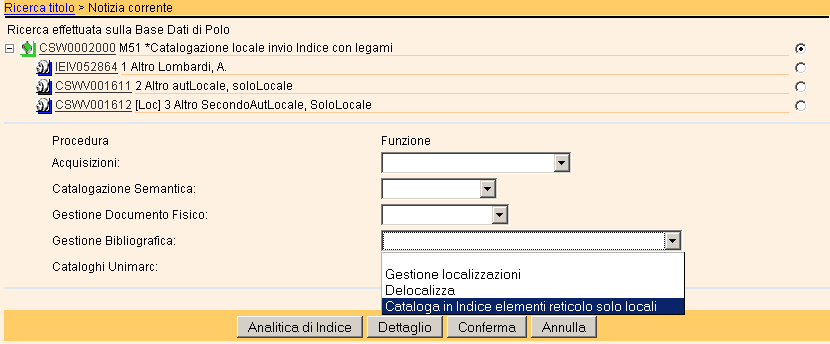 Ricerca titolo > Notizia corrente
Ricerca effettuata sulla Base Dati di Polo
CSW0002000 M51 *Catalogazione locale invio Indice con legami
IEIV052864 1 Altro Lombardi, A.
CSWV001611 2 Altro autLocale, soloLocale
CSWV001612 [Loc] 3 Altro SecondoAutLocale, SoloLocale
Procedura Funzione
Acquisizioni:
Catalogazione Semantica:
Gestione Documento Fisico:
Gestione Bibliografica:
Cataloghi Unimarc:
Gestione localizzazioni
Delocalizza
Cataloga in Indice elementi reticolo solo locali
Analitica di Indice Dettaglio Conferma Annulla